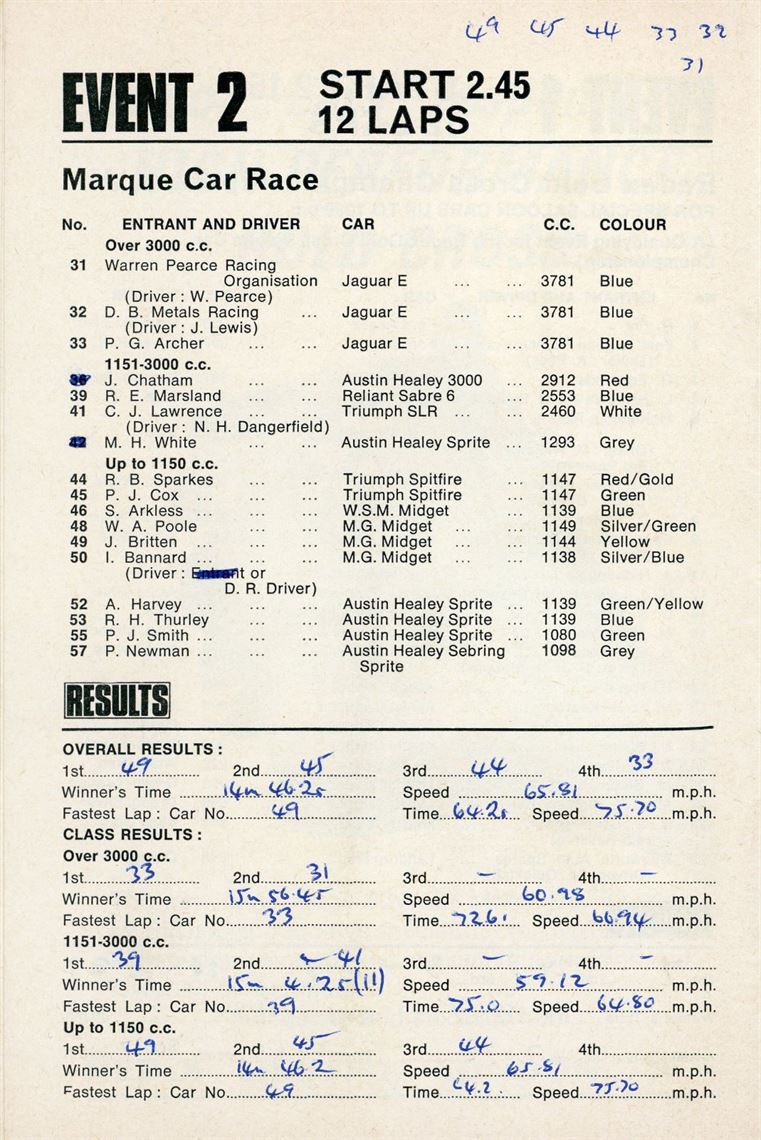 49 45 44 33 32
31
EVENT 2 START 2.45
12 LAPS
Marque Car Race
No. ENTRANT AND DRIVER CAR C.C. COLOUR
Over 3000 c.c.
31 Warren Pearce Racing
Organisation Jaguar E ... ... 3781 Blue
(Driver : W. Pearce)
32 D. B. Metals Racing ... Jaguar E ... ... 3781 Blue
(Driver : J. Lewis)
33 P. G. Archer ... ... Jaguar E ... ... 3781 Blue
1151-3000 c.c.
J. Chatham ... ... Austin Healey 3000 ... 2912 Red
39 R. E. Marsland ... ... Reliant Sabre 6 ... 2553 Blue
41 C. J. Lawrence ... ... Triumph SLR ... ... 2460 White
(Driver : N. H. Dangerfield)
42 M. H. White ... ... Austin Healey Sprite ... 1293 Grey
Up to 1150 c.c.
44 R. B. Sparkes ... ... Triumph Spitfire ... 1147 Red/Gold
45 P. J. Cox ... ... ... Triumph Spitfire ... 1147 Green
46 S. Arkless ... ... ... W.S.M. Midget ... 1139 Blue
48 W. A. Poole ... ... M.G. Midget ... ... 1149 Silver/Green
49 J. Britten ... ... ... M.G. Midget ... ... 1144 Yellow
50 I. Bannard ... ... ... M.G. Midget ... ... 1138 Silver/Blue
(Driver : Entrant or
D. R. Driver)
52 A. Harvey ... ... ... Austin Healey Sprite ... 1139 Green/Yellow
53 R. H. Thurley ... ... Austin Healey Sprite ... 1139 Blue
55 P. J. Smith ... ... ... Austin Healey Sprite ... 1080 Green
57 P. Newman ... ... ... Austin Healey Sebring 1098 Grey
Sprite
RESULTS
OVERALL RESULTS :
1st 49 2nd 45 3rd 44 4th 33
Winner's Time 14m 46.2s Speed 65.81 m.p.h.
Fastest Lap : Car No. 49 Time 64.2s Speed 75.70 m.p.h.
CLASS RESULTS :
Over 3000 c.c.
1st 33 2nd 31 3rd – 4th –
Winner's Time 15m 56.4s Speed 60.98 m.p.h.
Fastest Lap : Car No. 33 Time 72.6 Speed 66.94 m.p.h.
1151-3000 c.c.
1st 39 2nd 41 3rd – 4th –
Winner's Time 15m 4.2s (11) Speed 59.12 m.p.h.
Fastest Lap : Car No. 39 Time 75.0 Speed 64.80 m.p.h.
Up to 1150 c.c.
1st 49 2nd 45 3rd 44 4th
Winner's Time 14m 46.2 Speed 65.81 m.p.h.
Fastest Lap : Car No. 49 Time 64.2 Speed 75.70 m.p.h.